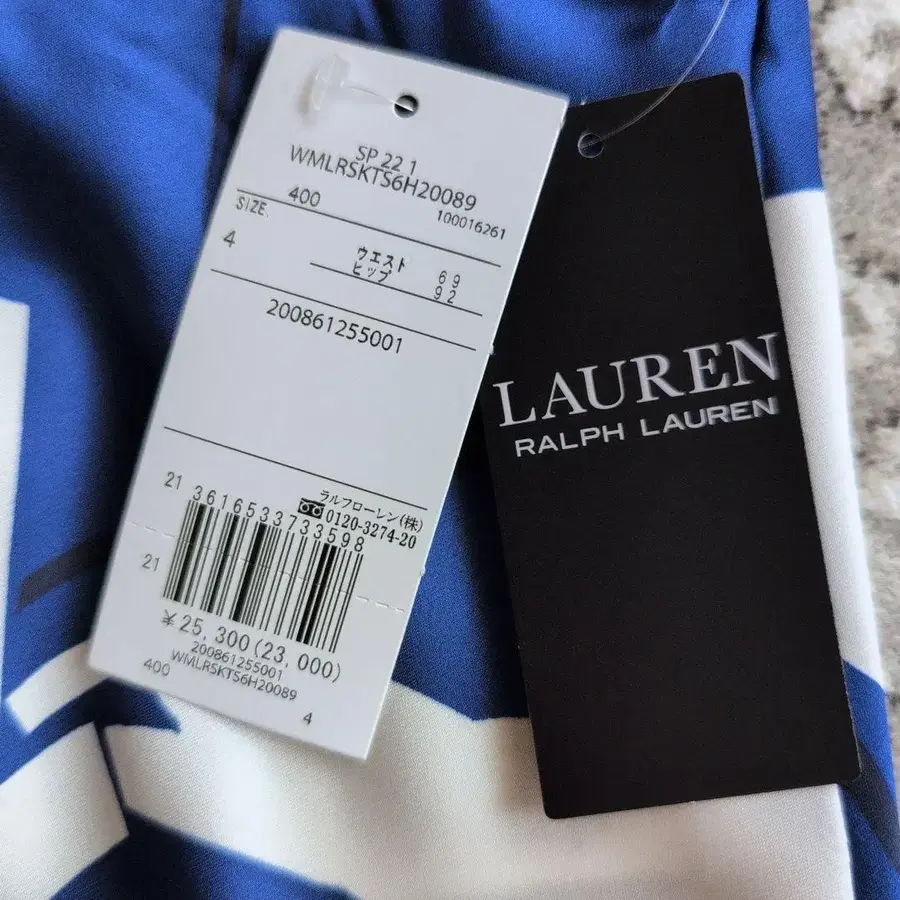 SP 22 1
WMLRSKTS6H20089
400
100016261
SIZE.
4
ウエスト 69
ヒップ 92
200861255001
ラルフローレン(株)
0120-3274-20
21 3616533733598
21
¥25,300(23,000)
200861255001
WMLRSKTS6H20089
400
4
LAUREN
RALPH LAUREN